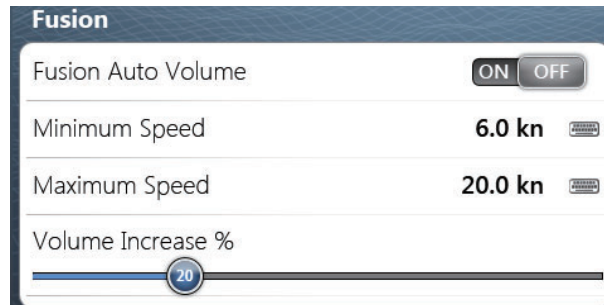 Fusion
Fusion Auto Volume ON OFF
Minimum Speed 6.0 kn
Maximum Speed 20.0 kn
Volume Increase %
20